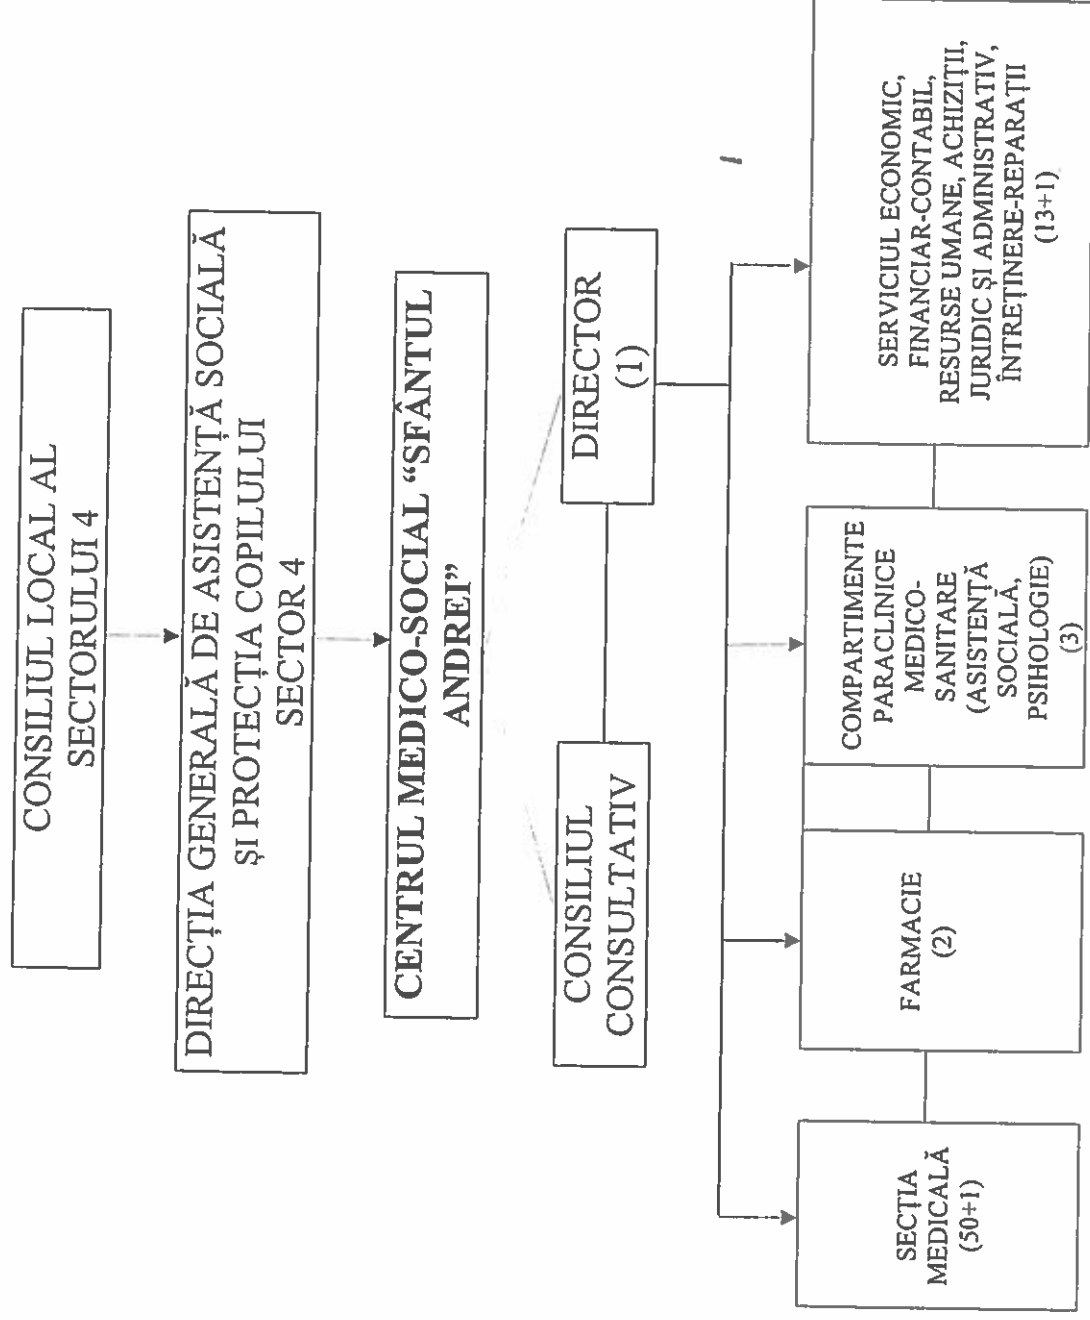 CONSILIUL LOCAL AL
SECTORULUI 4
DIRECȚIA GENERALĂ DE ASISTENȚĂ SOCIALĂ
ȘI PROTECȚIA COPILULUI
SECTOR 4
CENTRUL MEDICO-SOCIAL “SFÂNTUL
ANDREI”
CONSILIUL
CONSULTATIV
DIRECTOR
(1)
SECȚIA
MEDICALĂ
(50+1)
FARMACIE
(2)
COMPARTIMENTE
PARACLINICE
MEDICO-
SANITARE
(ASISTENȚĂ
SOCIALĂ,
PSIHOLOGIE)
(3)
SERVICIUL ECONOMIC,
FINANCIAR-CONTABIL,
RESURSE UMANE, ACHIZIȚII,
JURIDIC ȘI ADMINISTRATIV,
ÎNTREȚINERE-REPARAȚII
(13+1)